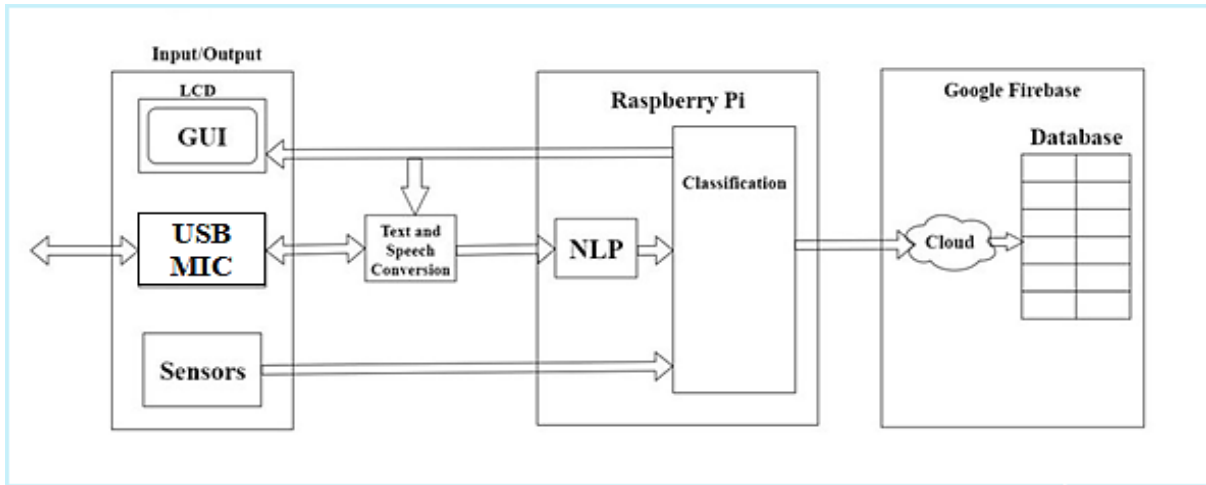 Input/Output
LCD
GUI
USB
MIC
Sensors
Text and
Speech
Conversion
Raspberry Pi
NLP
Classification
Google Firebase
Database
Cloud